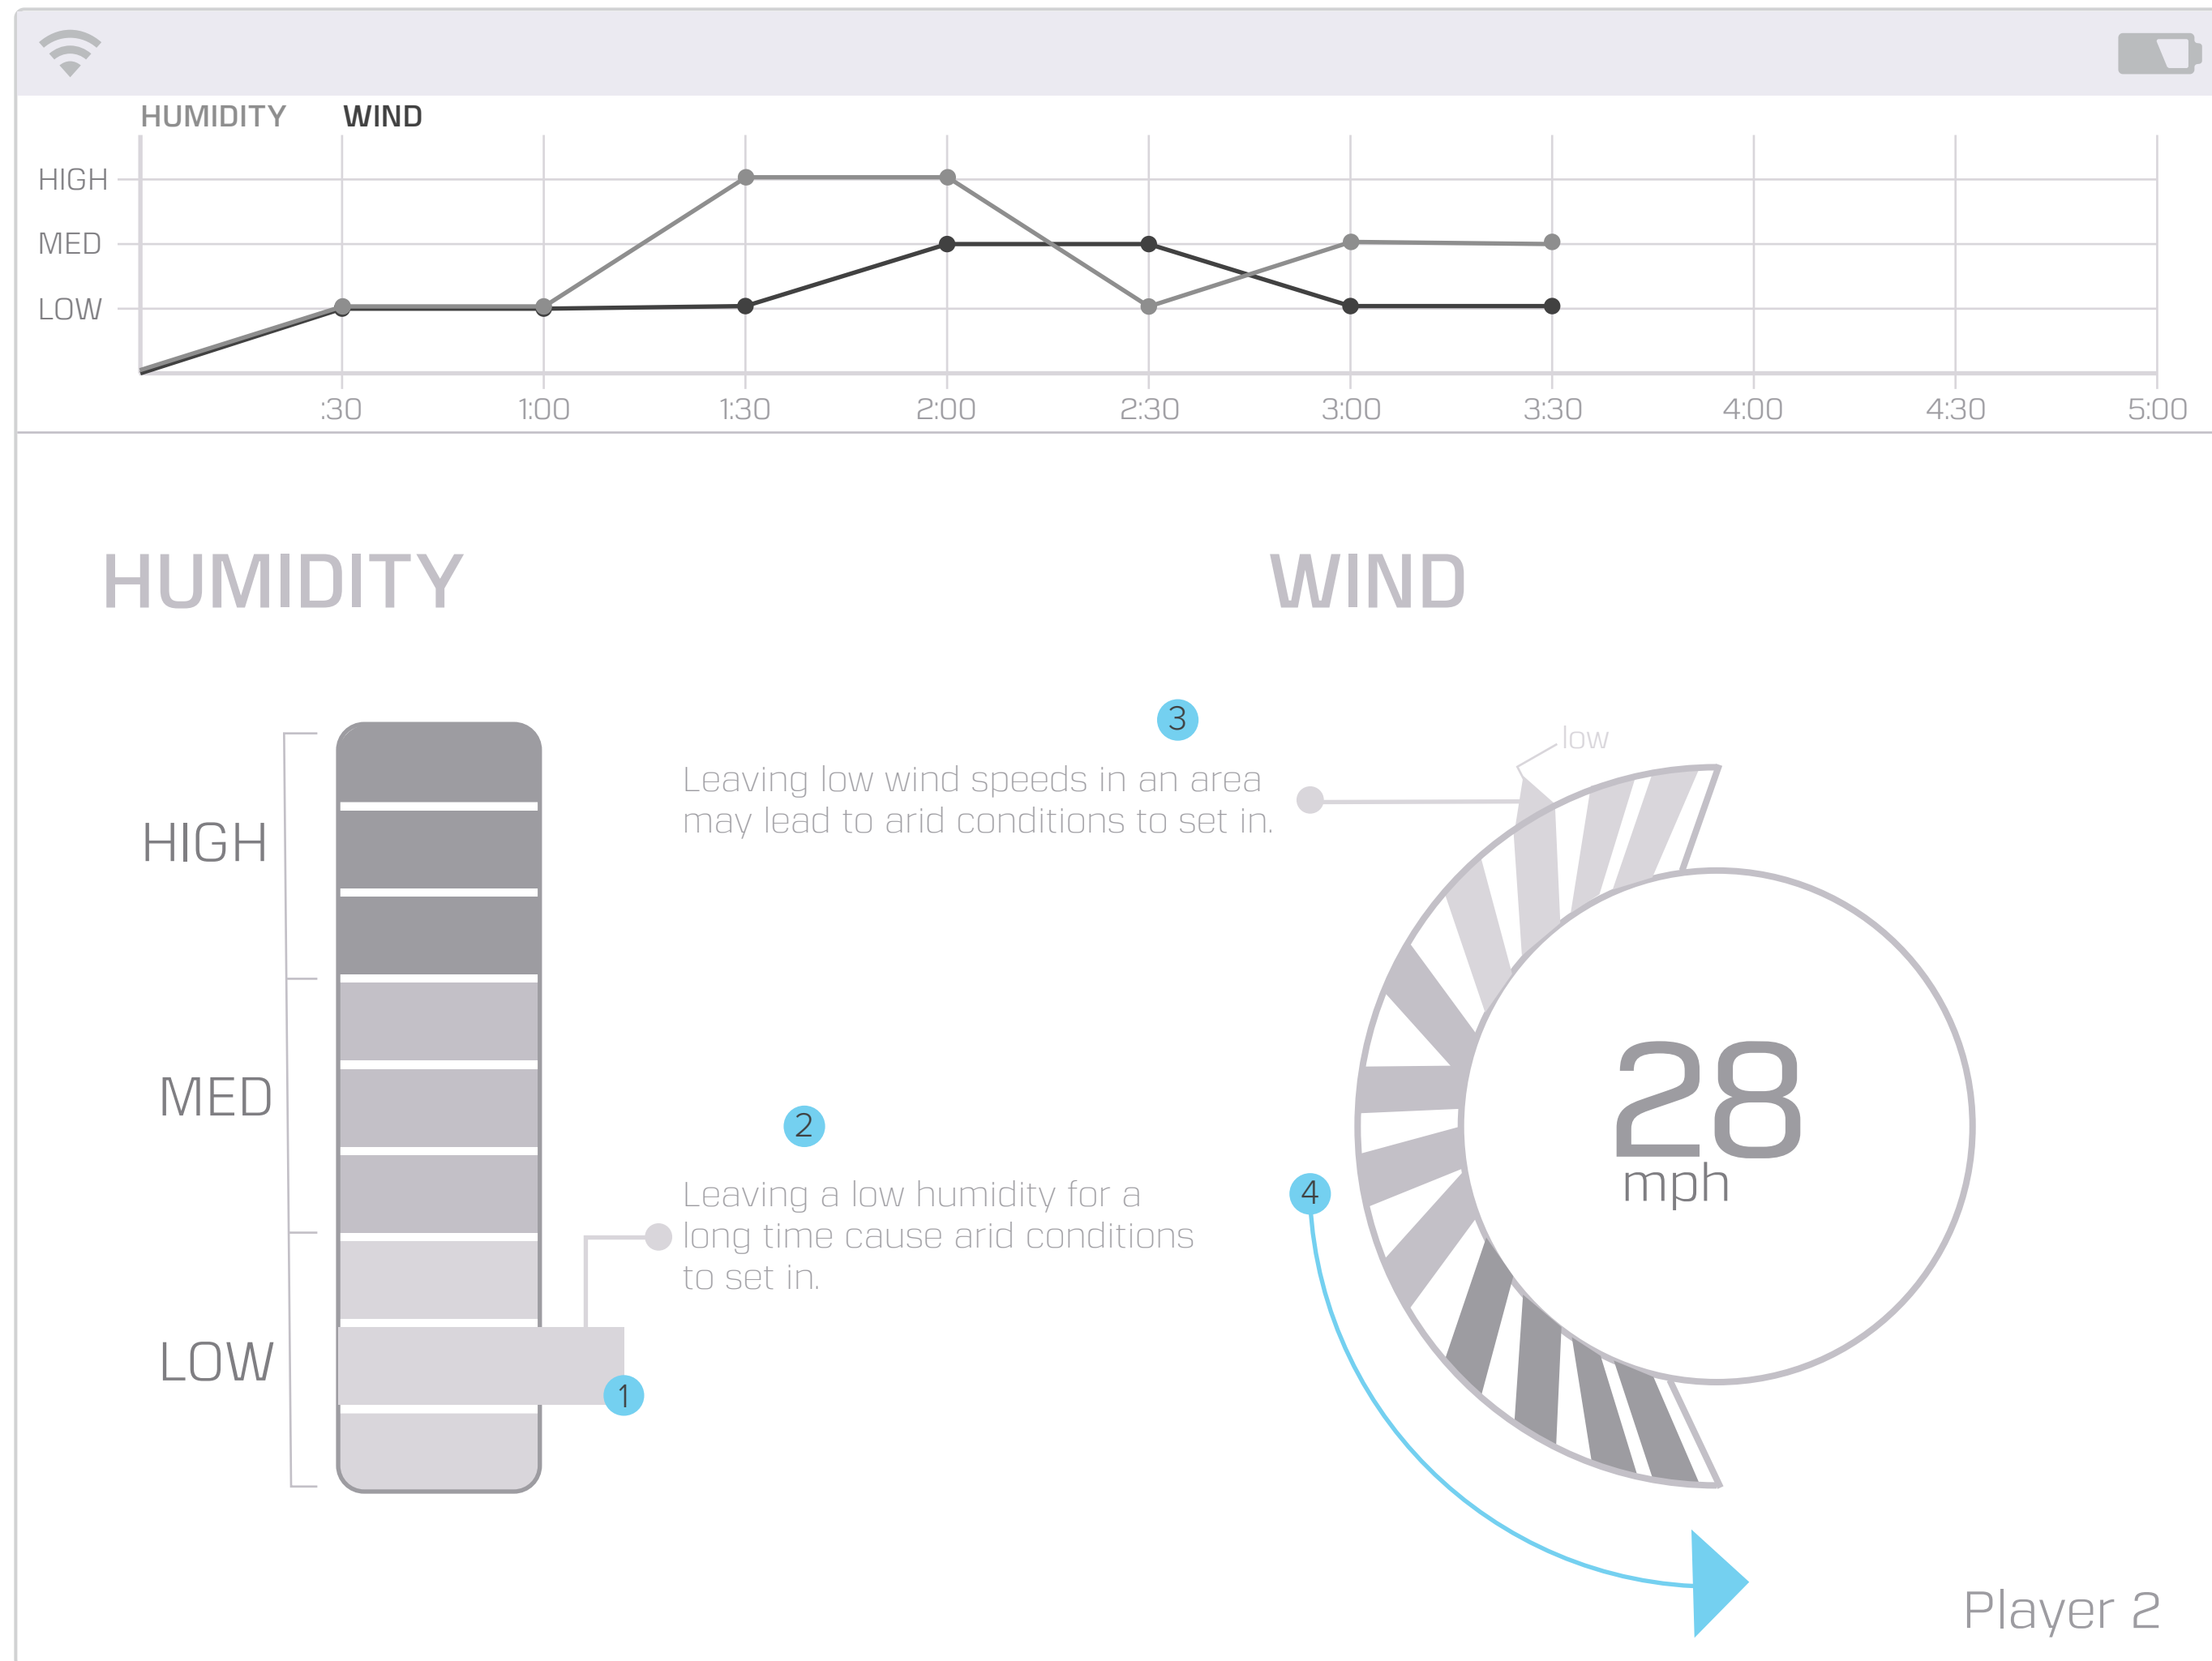 HUMIDITY WIND
HIGH
MED
LOW
:30 1:00 1:30 2:00 2:30 3:00 3:30 4:00 4:30 5:00
HUMIDITY
WIND
3
low
Leaving low wind speeds in an area
may lead to arid conditions to set in.
HIGH
MED
LOW
2
Leaving a low humidity for a
long time cause arid conditions
to set in.
1
4
28
mph
Player 2